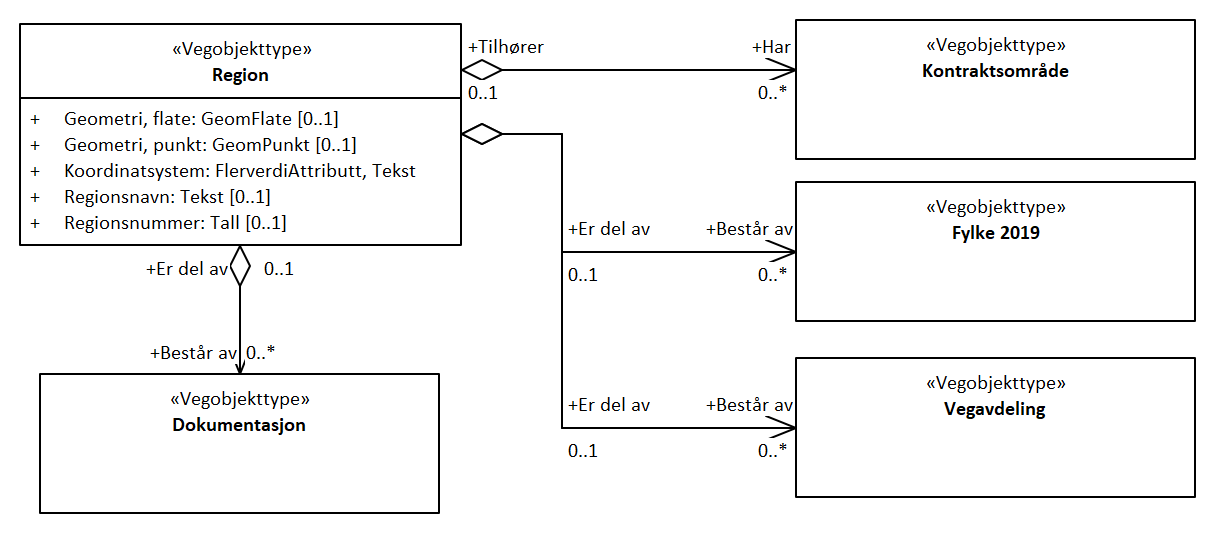 «Vegobjekttype»
Region
+ Geometri, flate: GeomFlate [0..1]
+ Geometri, punkt: GeomPunkt [0..1]
+ Koordinatsystem: FlerverdiAttributt, Tekst
+ Regionsnavn: Tekst [0..1]
+ Regionsnummer: Tall [0..1]
+Tilhører
+Har
0..1
0..*
«Vegobjekttype»
Kontraktsområde
+Er del av
+Består av
0..1
0..*
«Vegobjekttype»
Fylke 2019
+Er del av
0..1
+Består av
0..*
«Vegobjekttype»
Dokumentasjon
+Er del av
+Består av
0..1
0..*
«Vegobjekttype»
Vegavdeling